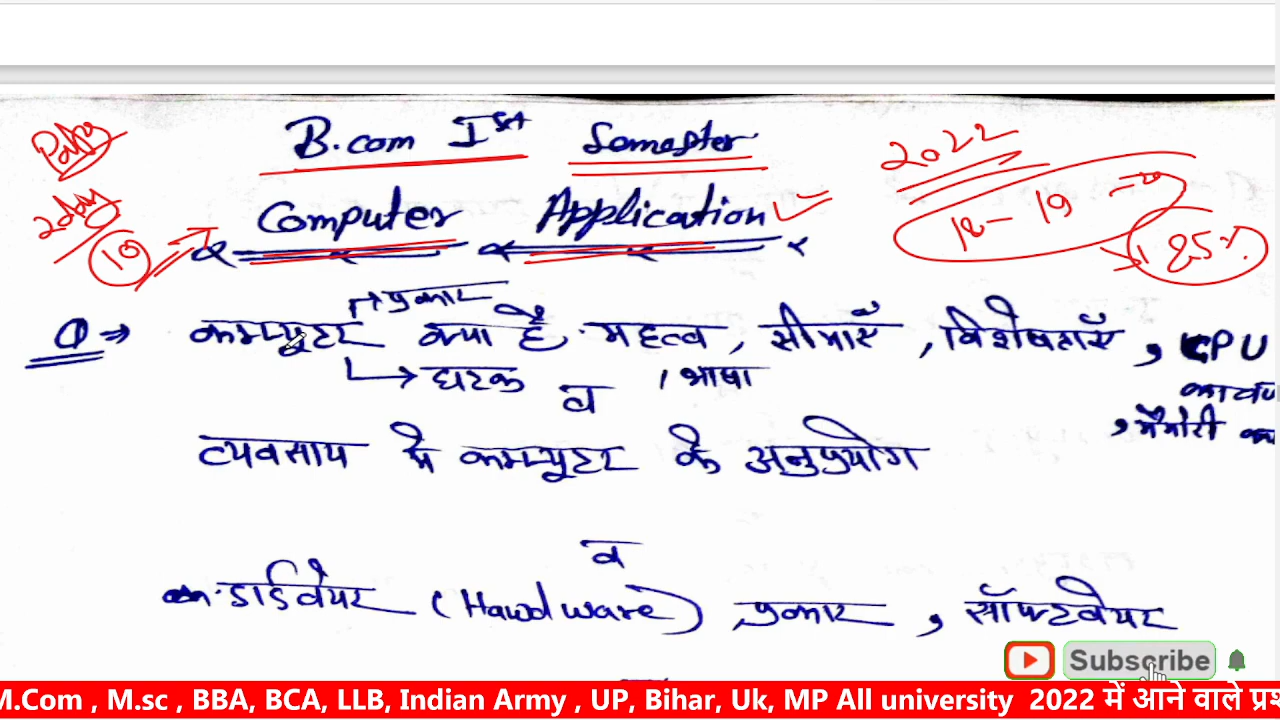 B.com Ist Semester
2022
2 day
Computer Application
18 - 19
10
85%
→ प्रकार
Q ⇒ कम्प्यूटर क्या है महत्व, सीमाएँ, विशेषताएँ, CPU
→ घटक / भाषा
व
, मैमोरी
व्यवसाय मे कम्प्यूटर के अनुप्रयोग
व
हार्डवेयर (Hardware) प्रकार, सॉफ्टवेयर
Subscribe
M.Com , M.sc , BBA, BCA, LLB, Indian Army , UP, Bihar, Uk, MP All university 2022 में आने वाले